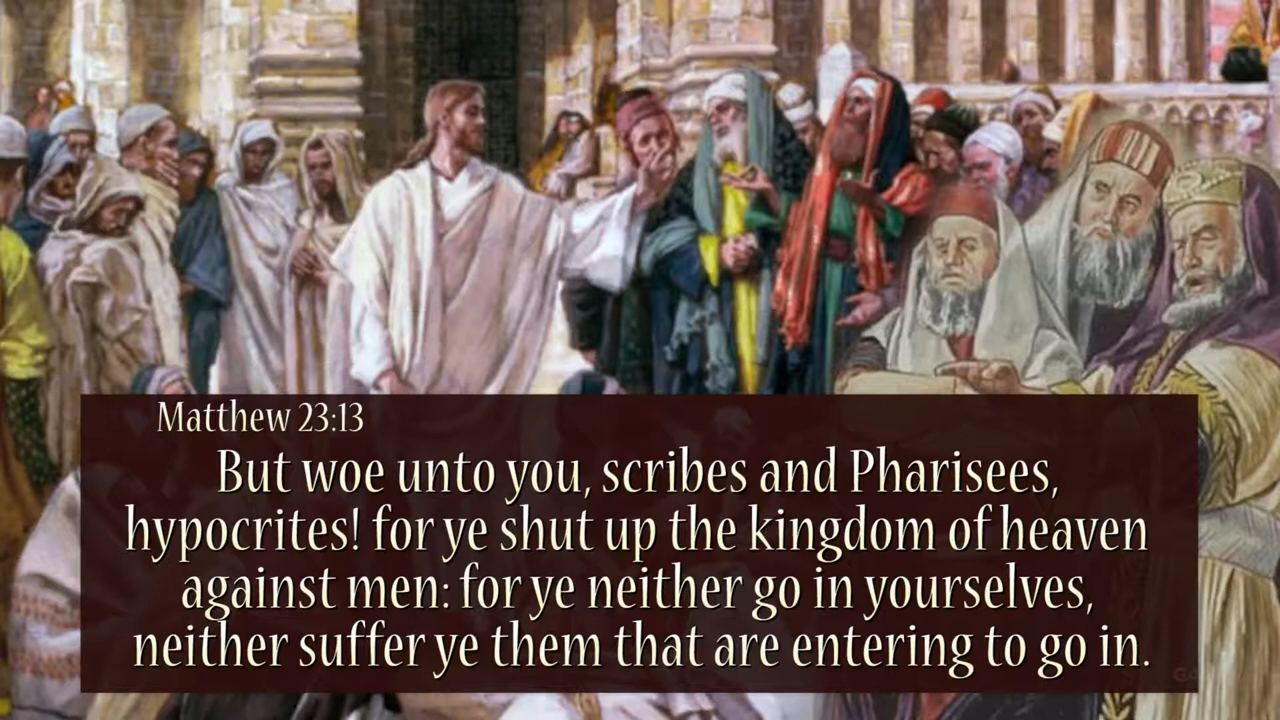 Matthew 23:13
But woe unto you, scribes and Pharisees,
hypocrites! for ye shut up the kingdom of heaven
against men: for ye neither go in yourselves,
neither suffer ye them that are entering to go in.